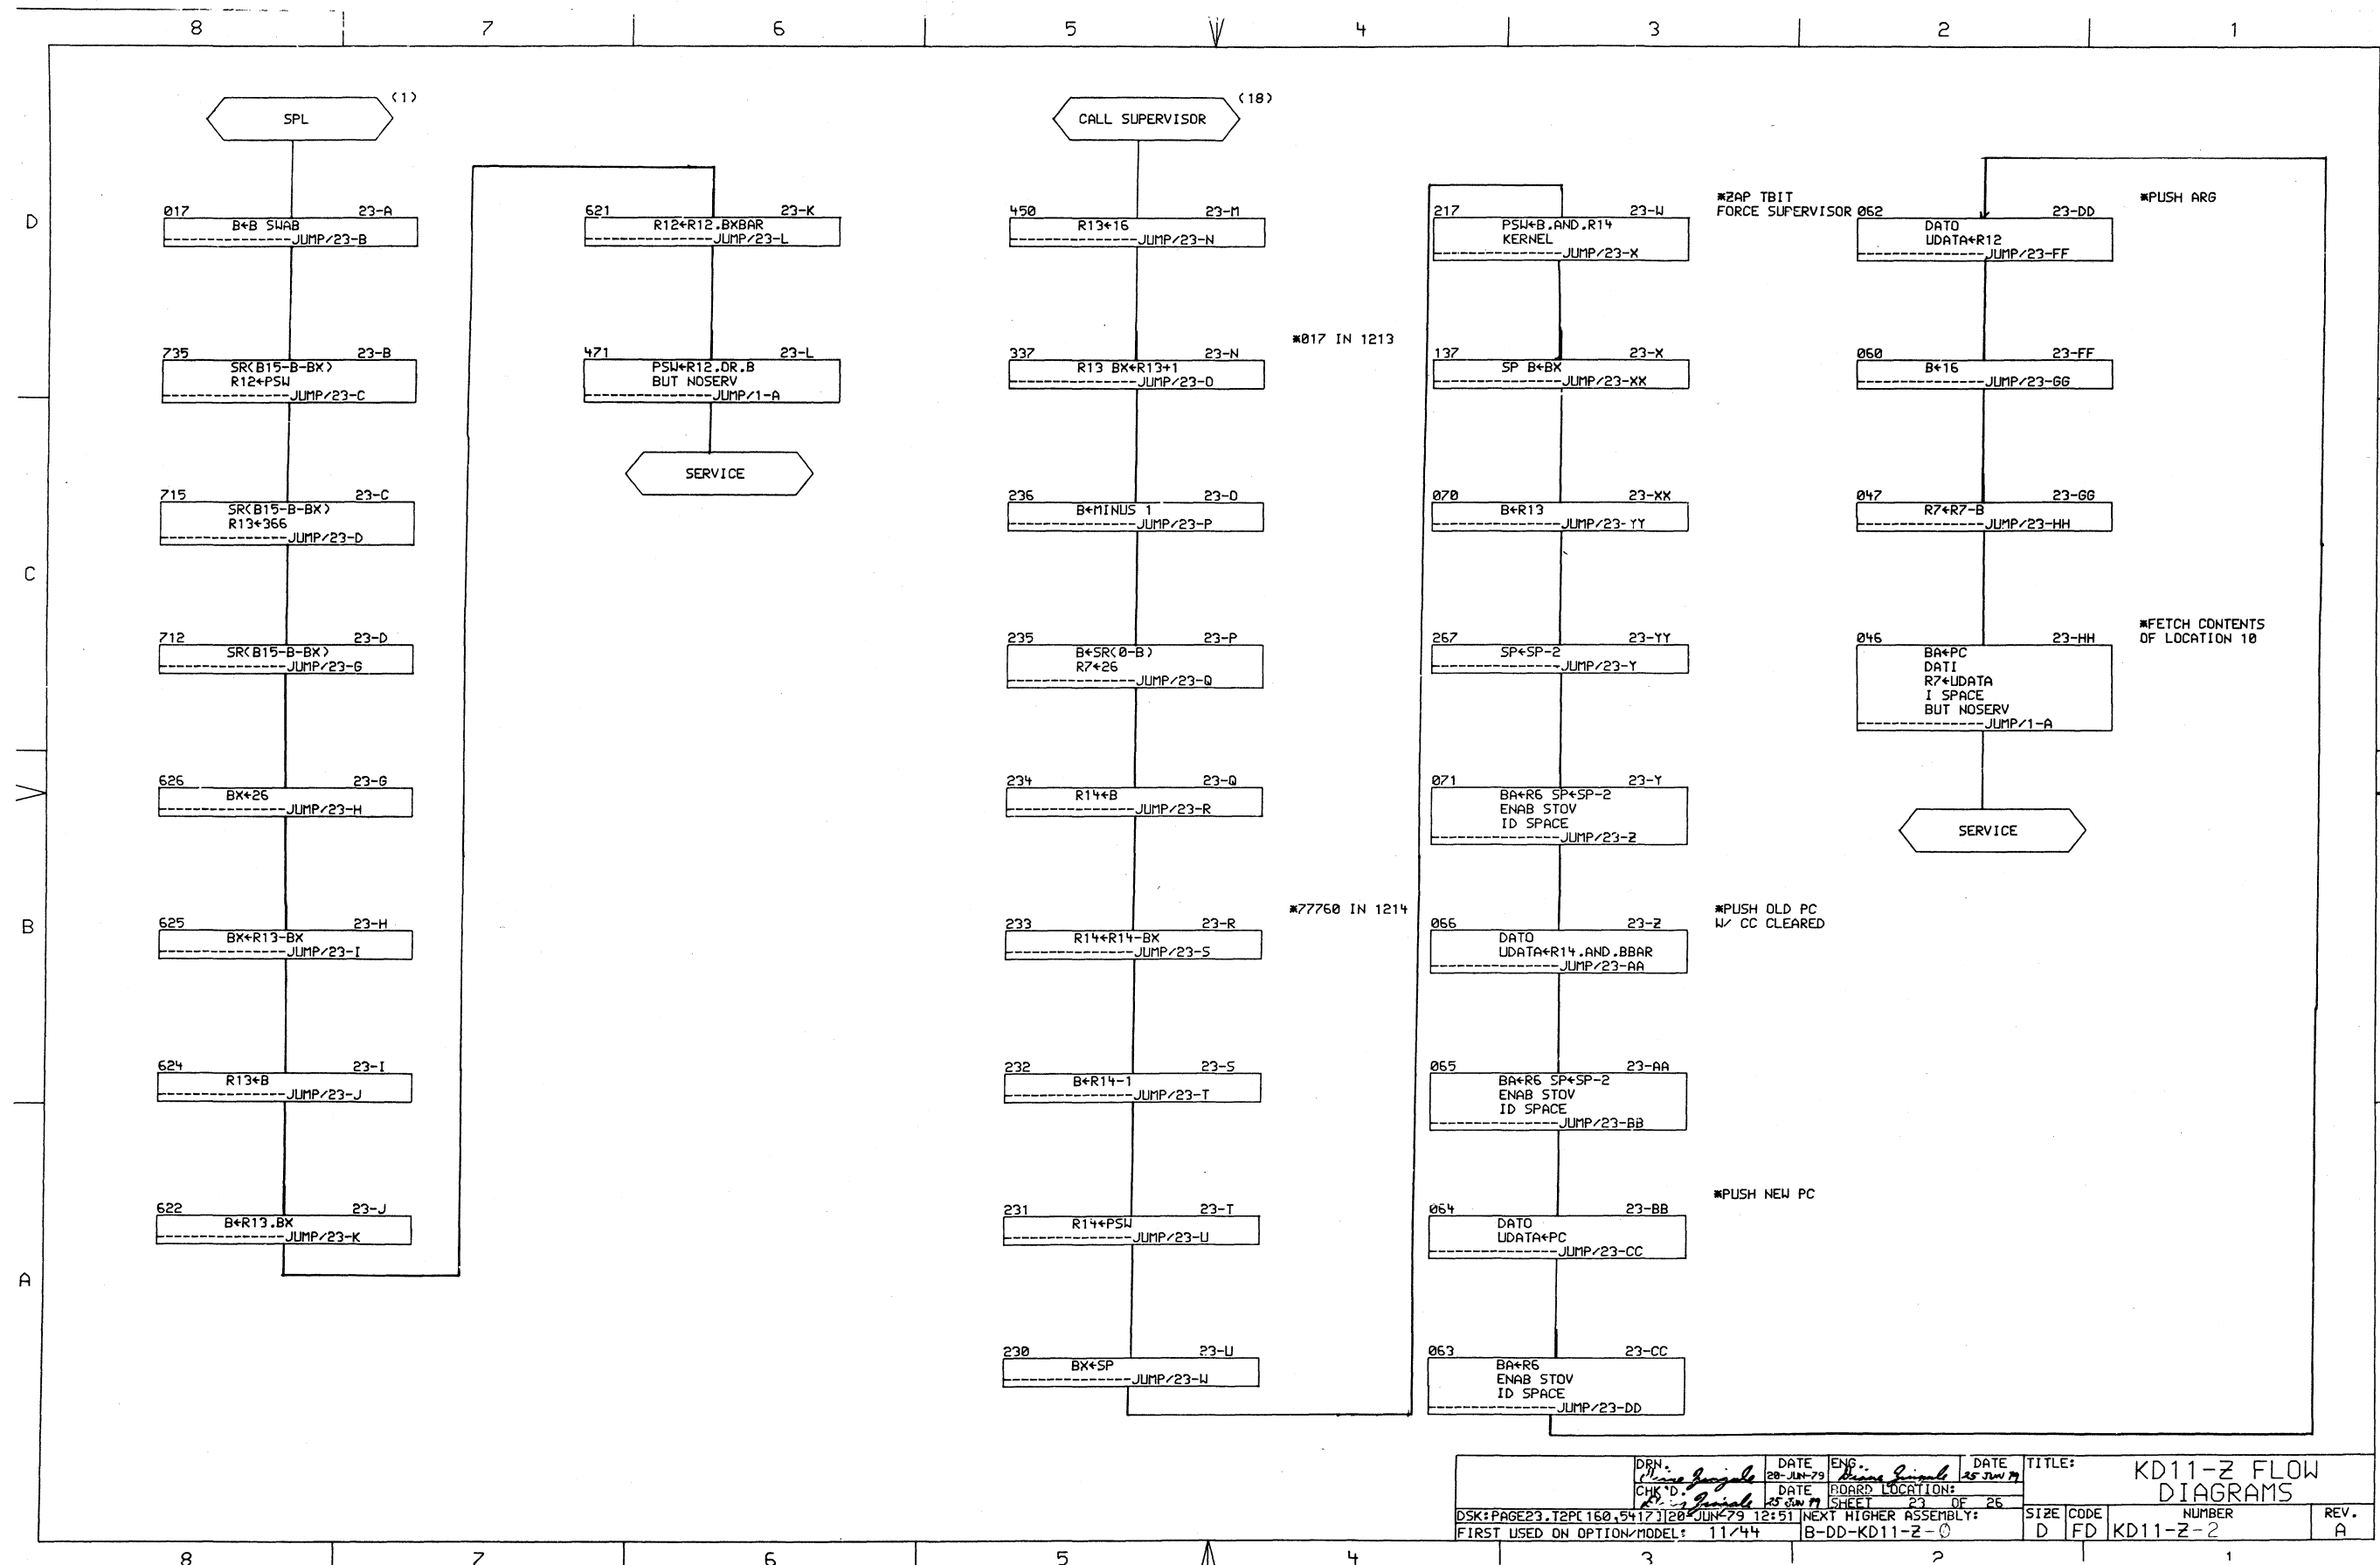 8 7 6 5 4 3 2 1
(1)
SPL
017 23-A
B←B SWAB
JUMP/23-B
735 23-B
SR(B15-B-BX)
R12←PSW
JUMP/23-C
715 23-C
SR(B15-B-BX)
R13←366
JUMP/23-D
712 23-D
SR(B15-B-BX)
JUMP/23-G
626 23-G
BX←26
JUMP/23-H
625 23-H
BX←R13-BX
JUMP/23-I
624 23-I
R13←B
JUMP/23-J
622 23-J
B←R13.BX
JUMP/23-K
621 23-K
R12←R12.BXBAR
JUMP/23-L
471 23-L
PSW←R12.OR.B
BUT NOSERV
JUMP/1-A
SERVICE
(18)
CALL SUPERVISOR
450 23-M
R13←16
JUMP/23-N
*017 IN 1213
337 23-N
R13 BX←R13+1
JUMP/23-O
236 23-O
B←MINUS 1
JUMP/23-P
235 23-P
B←SR(0-B)
R7←26
JUMP/23-Q
234 23-Q
R14←B
JUMP/23-R
*77760 IN 1214
233 23-R
R14←R14-BX
JUMP/23-S
232 23-S
B←R14-1
JUMP/23-T
231 23-T
R14←PSW
JUMP/23-U
230 23-U
BX←SP
JUMP/23-W
*ZAP TBIT
FORCE SUPERVISOR
217 23-W
PSW←B.AND.R14
KERNEL
JUMP/23-X
137 23-X
SP B←BX
JUMP/23-XX
070 23-XX
B←R13
JUMP/23-YY
267 23-YY
SP←SP-2
JUMP/23-Y
071 23-Y
BA←R6 SP←SP-2
ENAB STOV
ID SPACE
JUMP/23-Z
*PUSH OLD PC
W/ CC CLEARED
066 23-Z
DATO
UDATA←R14.AND.BBAR
JUMP/23-AA
065 23-AA
BA←R6 SP←SP-2
ENAB STOV
ID SPACE
JUMP/23-BB
*PUSH NEW PC
064 23-BB
DATO
UDATA←PC
JUMP/23-CC
063 23-CC
BA←R6
ENAB STOV
ID SPACE
JUMP/23-DD
*PUSH ARG
062 23-DD
DATO
UDATA←R12
JUMP/23-FF
060 23-FF
B←16
JUMP/23-GG
047 23-GG
R7←R7-B
JUMP/23-HH
*FETCH CONTENTS
OF LOCATION 10
046 23-HH
BA←PC
DATI
R7←UDATA
I SPACE
BUT NOSERV
JUMP/1-A
SERVICE
D
C
B
A
DRN. DATE 20-JUN-79
ENG. DATE 25 JUN 79
CHK'D. DATE 25 JUN 79
BOARD LOCATION:
SHEET 23 OF 26
DSK:PAGE23.T2P[160,5417] 20-JUN-79 12:51
NEXT HIGHER ASSEMBLY:
FIRST USED ON OPTION/MODEL: 11/44
B-DD-KD11-Z-0
TITLE:
KD11-Z FLOW
DIAGRAMS
SIZE CODE NUMBER REV.
D FD KD11-Z-2 A
8 7 6 5 4 3 2 1